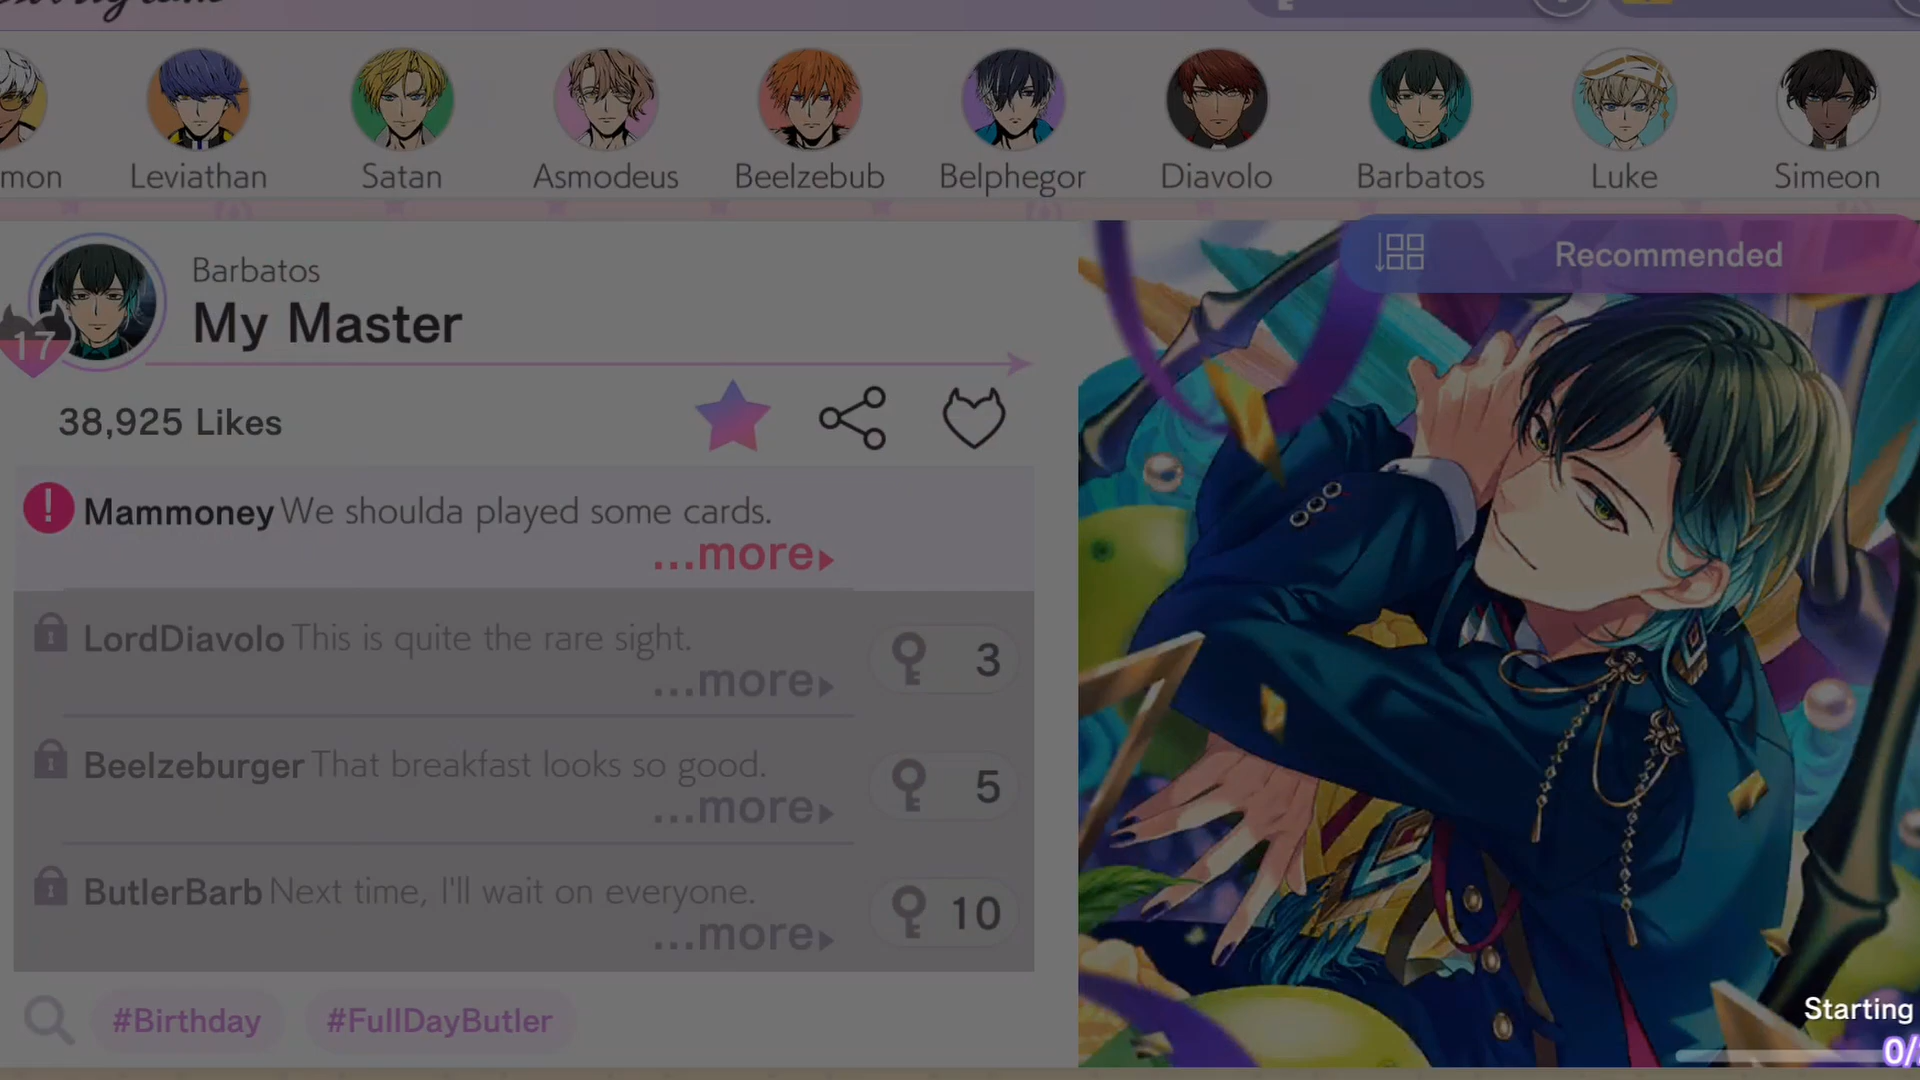 mon
Leviathan
Satan
Asmodeus
Beelzebub
Belphegor
Diavolo
Barbatos
Luke
Simeon
Recommended
Barbatos
My Master
17
38,925 Likes
Mammoney We shoulda played some cards.
...more
LordDiavolo This is quite the rare sight.
...more
3
Beelzeburger That breakfast looks so good.
...more
5
ButlerBarb Next time, I'll wait on everyone.
...more
10
#Birthday #FullDayButler
Starting
0/